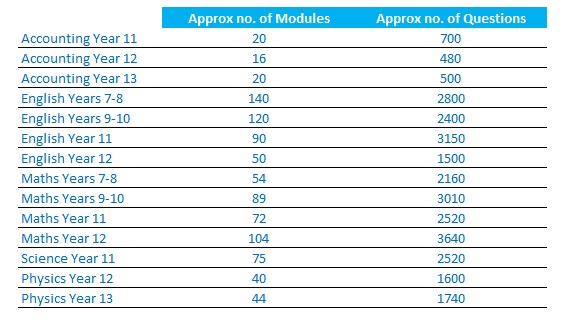 Approx no. of Modules Approx no. of Questions
Accounting Year 11 20 700
Accounting Year 12 16 480
Accounting Year 13 20 500
English Years 7-8 140 2800
English Years 9-10 120 2400
English Year 11 90 3150
English Year 12 50 1500
Maths Years 7-8 54 2160
Maths Years 9-10 89 3010
Maths Year 11 72 2520
Maths Year 12 104 3640
Science Year 11 75 2520
Physics Year 12 40 1600
Physics Year 13 44 1740